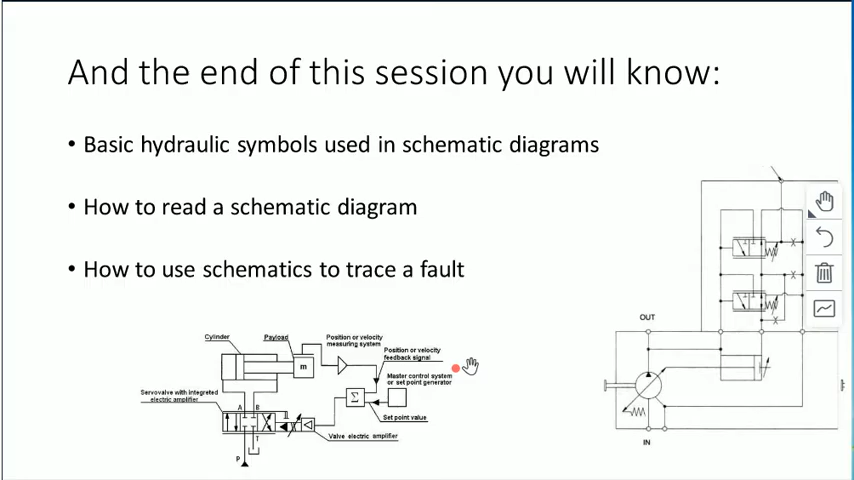 And the end of this session you will know:
• Basic hydraulic symbols used in schematic diagrams
• How to read a schematic diagram
• How to use schematics to trace a fault
Cylinder
Payload
Position or velocity
measuring system
Position or velocity
feedback signal
m
Master control system
or set point generator
Servovalve with integrated
electric amplifier
A B
Σ
Set point value
T
Valve electric amplifier
P
OUT
IN